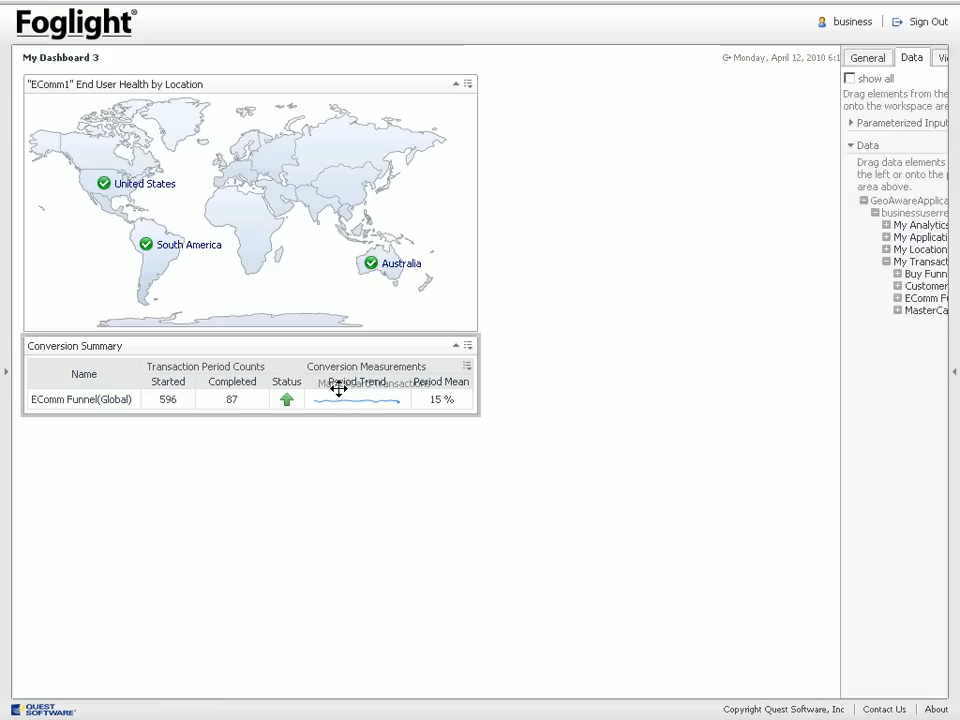 Foglight®
business
Sign Out
My Dashboard 3
Monday, April 12, 2010 6:1
General
Data
show all
Drag elements from the
onto the workspace are
Parameterized Input
Data
Drag data elements
the left or onto the
area above.
GeoAwareApplica
businessuserre
My Analytics
My Applicati
My Location
My Transact
Buy Funn
Customer
EComm F
MasterCa
"EComm1" End User Health by Location
United States
South America
Australia
Conversion Summary
Name
Transaction Period Counts
Conversion Measurements
Started
Completed
Status
Period Trend
Period Mean
EComm Funnel(Global)
596
87
15 %
QUEST
SOFTWARE
Copyright Quest Software, Inc
Contact Us
About